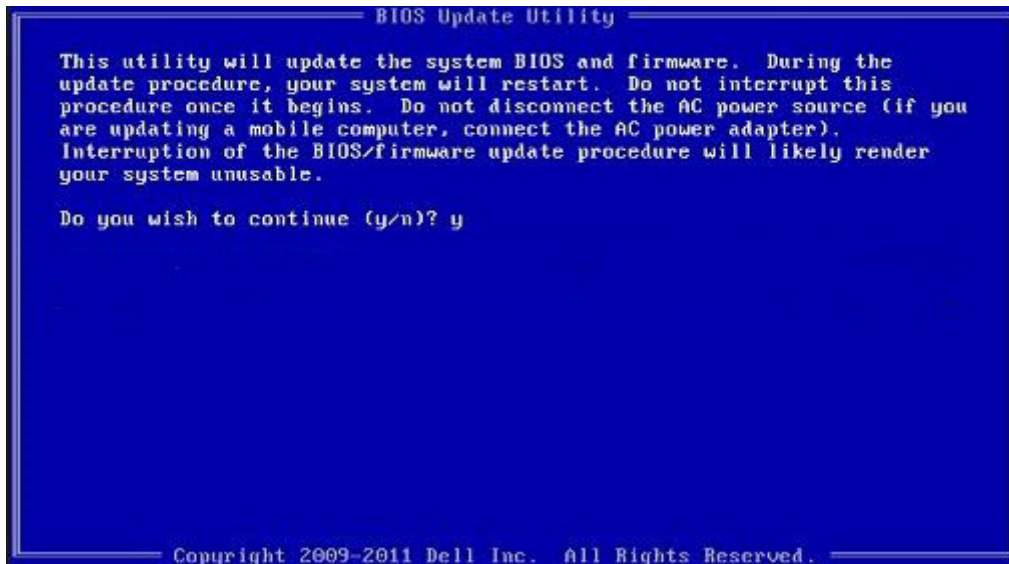 BIOS Update Utility
This utility will update the system BIOS and firmware.  During the
update procedure, your system will restart.  Do not interrupt this
procedure once it begins.  Do not disconnect the AC power source (if you
are updating a mobile computer, connect the AC power adapter).
Interruption of the BIOS/firmware update procedure will likely render
your system unusable.
Do you wish to continue (y/n)? y
Copyright 2009-2011 Dell Inc.  All Rights Reserved.